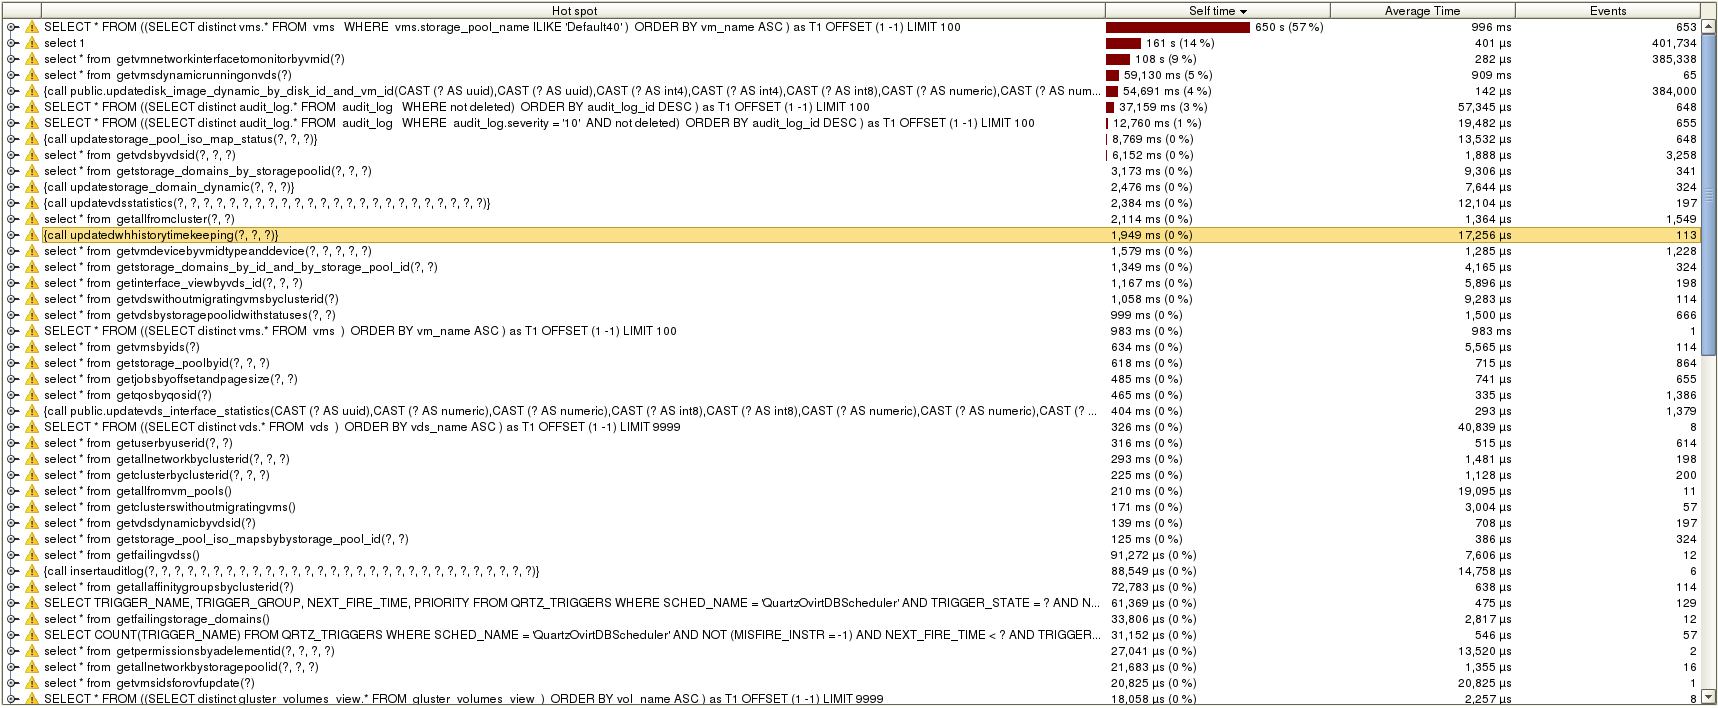 Hot spot Self time Average Time Events
SELECT * FROM ((SELECT distinct vms.* FROM vms WHERE vms.storage_pool_name ILIKE 'Default40' ) ORDER BY vm_name ASC ) as T1 OFFSET (1 -1) LIMIT 100 650 s (57 %) 996 ms 653
select 1 161 s (14 %) 401 µs 401,734
select * from getvmnetworkinterfacetomonitorbyvmid(?) 108 s (9 %) 282 µs 385,338
select * from getvmsdynamicrunningonvds(?) 59,130 ms (5 %) 909 ms 65
{call public.updatedisk_image_dynamic_by_disk_id_and_vm_id(CAST (? AS uuid),CAST (? AS uuid),CAST (? AS int4),CAST (? AS int4),CAST (? AS int8),CAST (? AS numeric),CAST (? AS num... 54,691 ms (4 %) 142 µs 384,000
SELECT * FROM ((SELECT distinct audit_log.* FROM audit_log WHERE not deleted) ORDER BY audit_log_id DESC ) as T1 OFFSET (1 -1) LIMIT 100 37,159 ms (3 %) 57,345 µs 648
SELECT * FROM ((SELECT distinct audit_log.* FROM audit_log WHERE audit_log.severity = '10' AND not deleted) ORDER BY audit_log_id DESC ) as T1 OFFSET (1 -1) LIMIT 100 12,760 ms (1 %) 19,482 µs 655
{call updatestorage_pool_iso_map_status(?, ?, ?)} 8,769 ms (0 %) 13,532 µs 648
select * from getvdsbyvdsid(?, ?, ?) 6,152 ms (0 %) 1,888 µs 3,258
select * from getstorage_domains_by_storagepoolid(?, ?, ?) 3,173 ms (0 %) 9,306 µs 341
{call updatestorage_domain_dynamic(?, ?, ?)} 2,476 ms (0 %) 7,644 µs 324
{call updatevdsstatistics(?, ?, ?, ?, ?, ?, ?, ?, ?, ?, ?, ?, ?, ?, ?, ?, ?, ?, ?, ?, ?, ?, ?, ?)} 2,384 ms (0 %) 12,104 µs 197
select * from getallfromcluster(?, ?) 2,114 ms (0 %) 1,364 µs 1,549
{call updatedwhhistorytimekeeping(?, ?, ?)} 1,949 ms (0 %) 17,256 µs 113
select * from getvmdevicebyvmidtypeanddevice(?, ?, ?, ?, ?) 1,579 ms (0 %) 1,285 µs 1,228
select * from getstorage_domains_by_id_and_by_storage_pool_id(?, ?) 1,349 ms (0 %) 4,165 µs 324
select * from getinterface_viewbyvds_id(?, ?, ?) 1,167 ms (0 %) 5,896 µs 198
select * from getvdswithoutmigratingvmsbyclusterid(?) 1,058 ms (0 %) 9,283 µs 114
select * from getvdsbystoragepoolidwithstatuses(?, ?) 999 ms (0 %) 1,500 µs 666
SELECT * FROM ((SELECT distinct vms.* FROM vms ) ORDER BY vm_name ASC ) as T1 OFFSET (1 -1) LIMIT 100 983 ms (0 %) 983 ms 1
select * from getvmsbyids(?) 634 ms (0 %) 5,565 µs 114
select * from getstorage_poolbyid(?, ?, ?) 618 ms (0 %) 715 µs 864
select * from getjobsbyoffsetandpagesize(?, ?) 485 ms (0 %) 741 µs 655
select * from getqosbyqosid(?) 465 ms (0 %) 335 µs 1,386
{call public.updatevds_interface_statistics(CAST (? AS uuid),CAST (? AS numeric),CAST (? AS numeric),CAST (? AS int8),CAST (? AS int8),CAST (? AS numeric),CAST (? AS numeric),CAST (? ... 404 ms (0 %) 293 µs 1,379
SELECT * FROM ((SELECT distinct vds.* FROM vds ) ORDER BY vds_name ASC ) as T1 OFFSET (1 -1) LIMIT 9999 326 ms (0 %) 40,839 µs 8
select * from getuserbyuserid(?, ?) 316 ms (0 %) 515 µs 614
select * from getallnetworkbyclusterid(?, ?, ?) 293 ms (0 %) 1,481 µs 198
select * from getclusterbyclusterid(?, ?, ?) 225 ms (0 %) 1,128 µs 200
select * from getallfromvm_pools() 210 ms (0 %) 19,095 µs 11
select * from getclusterswithoutmigratingvms() 171 ms (0 %) 3,004 µs 57
select * from getvdsdynamicbyvdsid(?) 139 ms (0 %) 708 µs 197
select * from getstorage_pool_iso_mapsbybystorage_pool_id(?, ?) 125 ms (0 %) 386 µs 324
select * from getfailingvdss() 91,272 µs (0 %) 7,606 µs 12
{call insertauditlog(?, ?, ?, ?, ?, ?, ?, ?, ?, ?, ?, ?, ?, ?, ?, ?, ?, ?, ?, ?, ?, ?, ?, ?, ?, ?, ?, ?, ?, ?)} 88,549 µs (0 %) 14,758 µs 6
select * from getallaffinitygroupsbyclusterid(?) 72,783 µs (0 %) 638 µs 114
SELECT TRIGGER_NAME, TRIGGER_GROUP, NEXT_FIRE_TIME, PRIORITY FROM QRTZ_TRIGGERS WHERE SCHED_NAME = 'QuartzOvirtDBScheduler' AND TRIGGER_STATE = ? AND N... 61,369 µs (0 %) 475 µs 129
select * from getfailingstorage_domains() 33,806 µs (0 %) 2,817 µs 12
SELECT COUNT(TRIGGER_NAME) FROM QRTZ_TRIGGERS WHERE SCHED_NAME = 'QuartzOvirtDBScheduler' AND NOT (MISFIRE_INSTR = -1) AND NEXT_FIRE_TIME < ? AND TRIGGER... 31,152 µs (0 %) 546 µs 57
select * from getpermissionsbyadelementid(?, ?, ?, ?) 27,041 µs (0 %) 13,520 µs 2
select * from getallnetworkbystoragepoolid(?, ?, ?) 21,683 µs (0 %) 1,355 µs 16
select * from getvmsidsforovfupdate(?) 20,825 µs (0 %) 20,825 µs 1
SELECT * FROM ((SELECT distinct gluster_volumes_view.* FROM gluster_volumes_view ) ORDER BY vol_name ASC ) as T1 OFFSET (1 -1) LIMIT 9999 18,058 µs (0 %) 2,257 µs 8